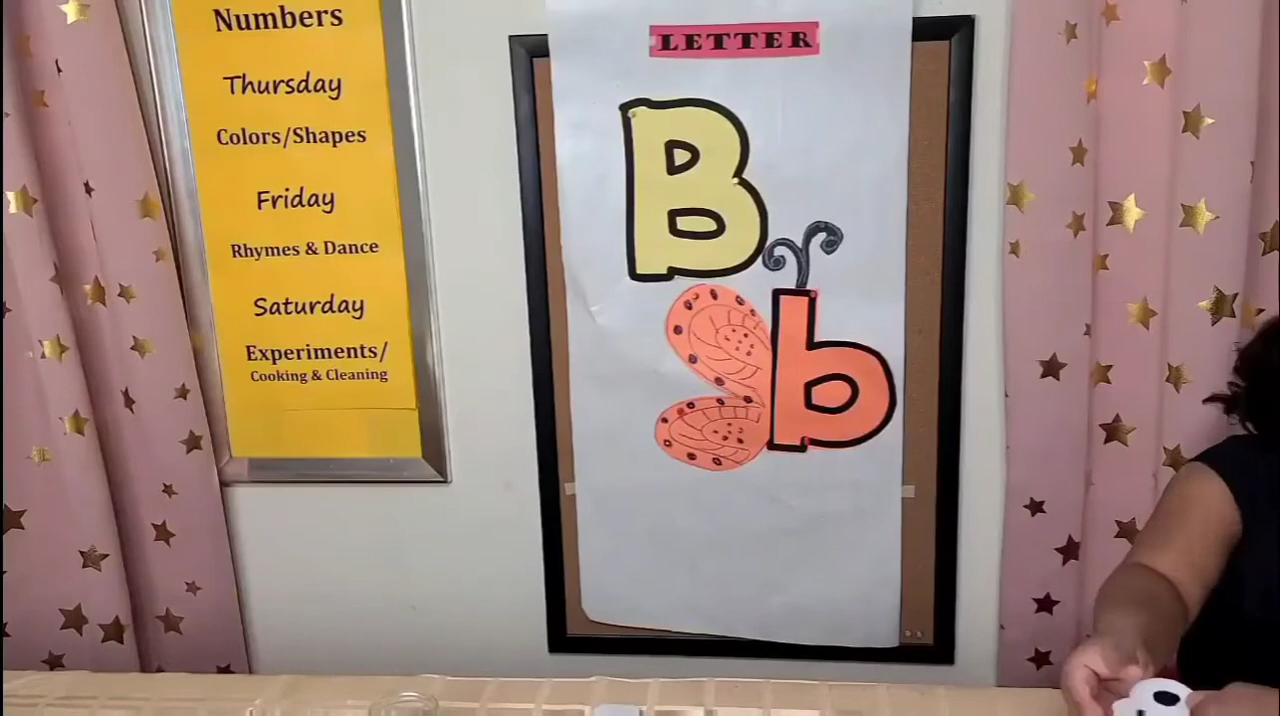 Numbers
Thursday
Colors/Shapes
Friday
Rhymes & Dance
Saturday
Experiments/
Cooking & Cleaning
LETTER
B
b